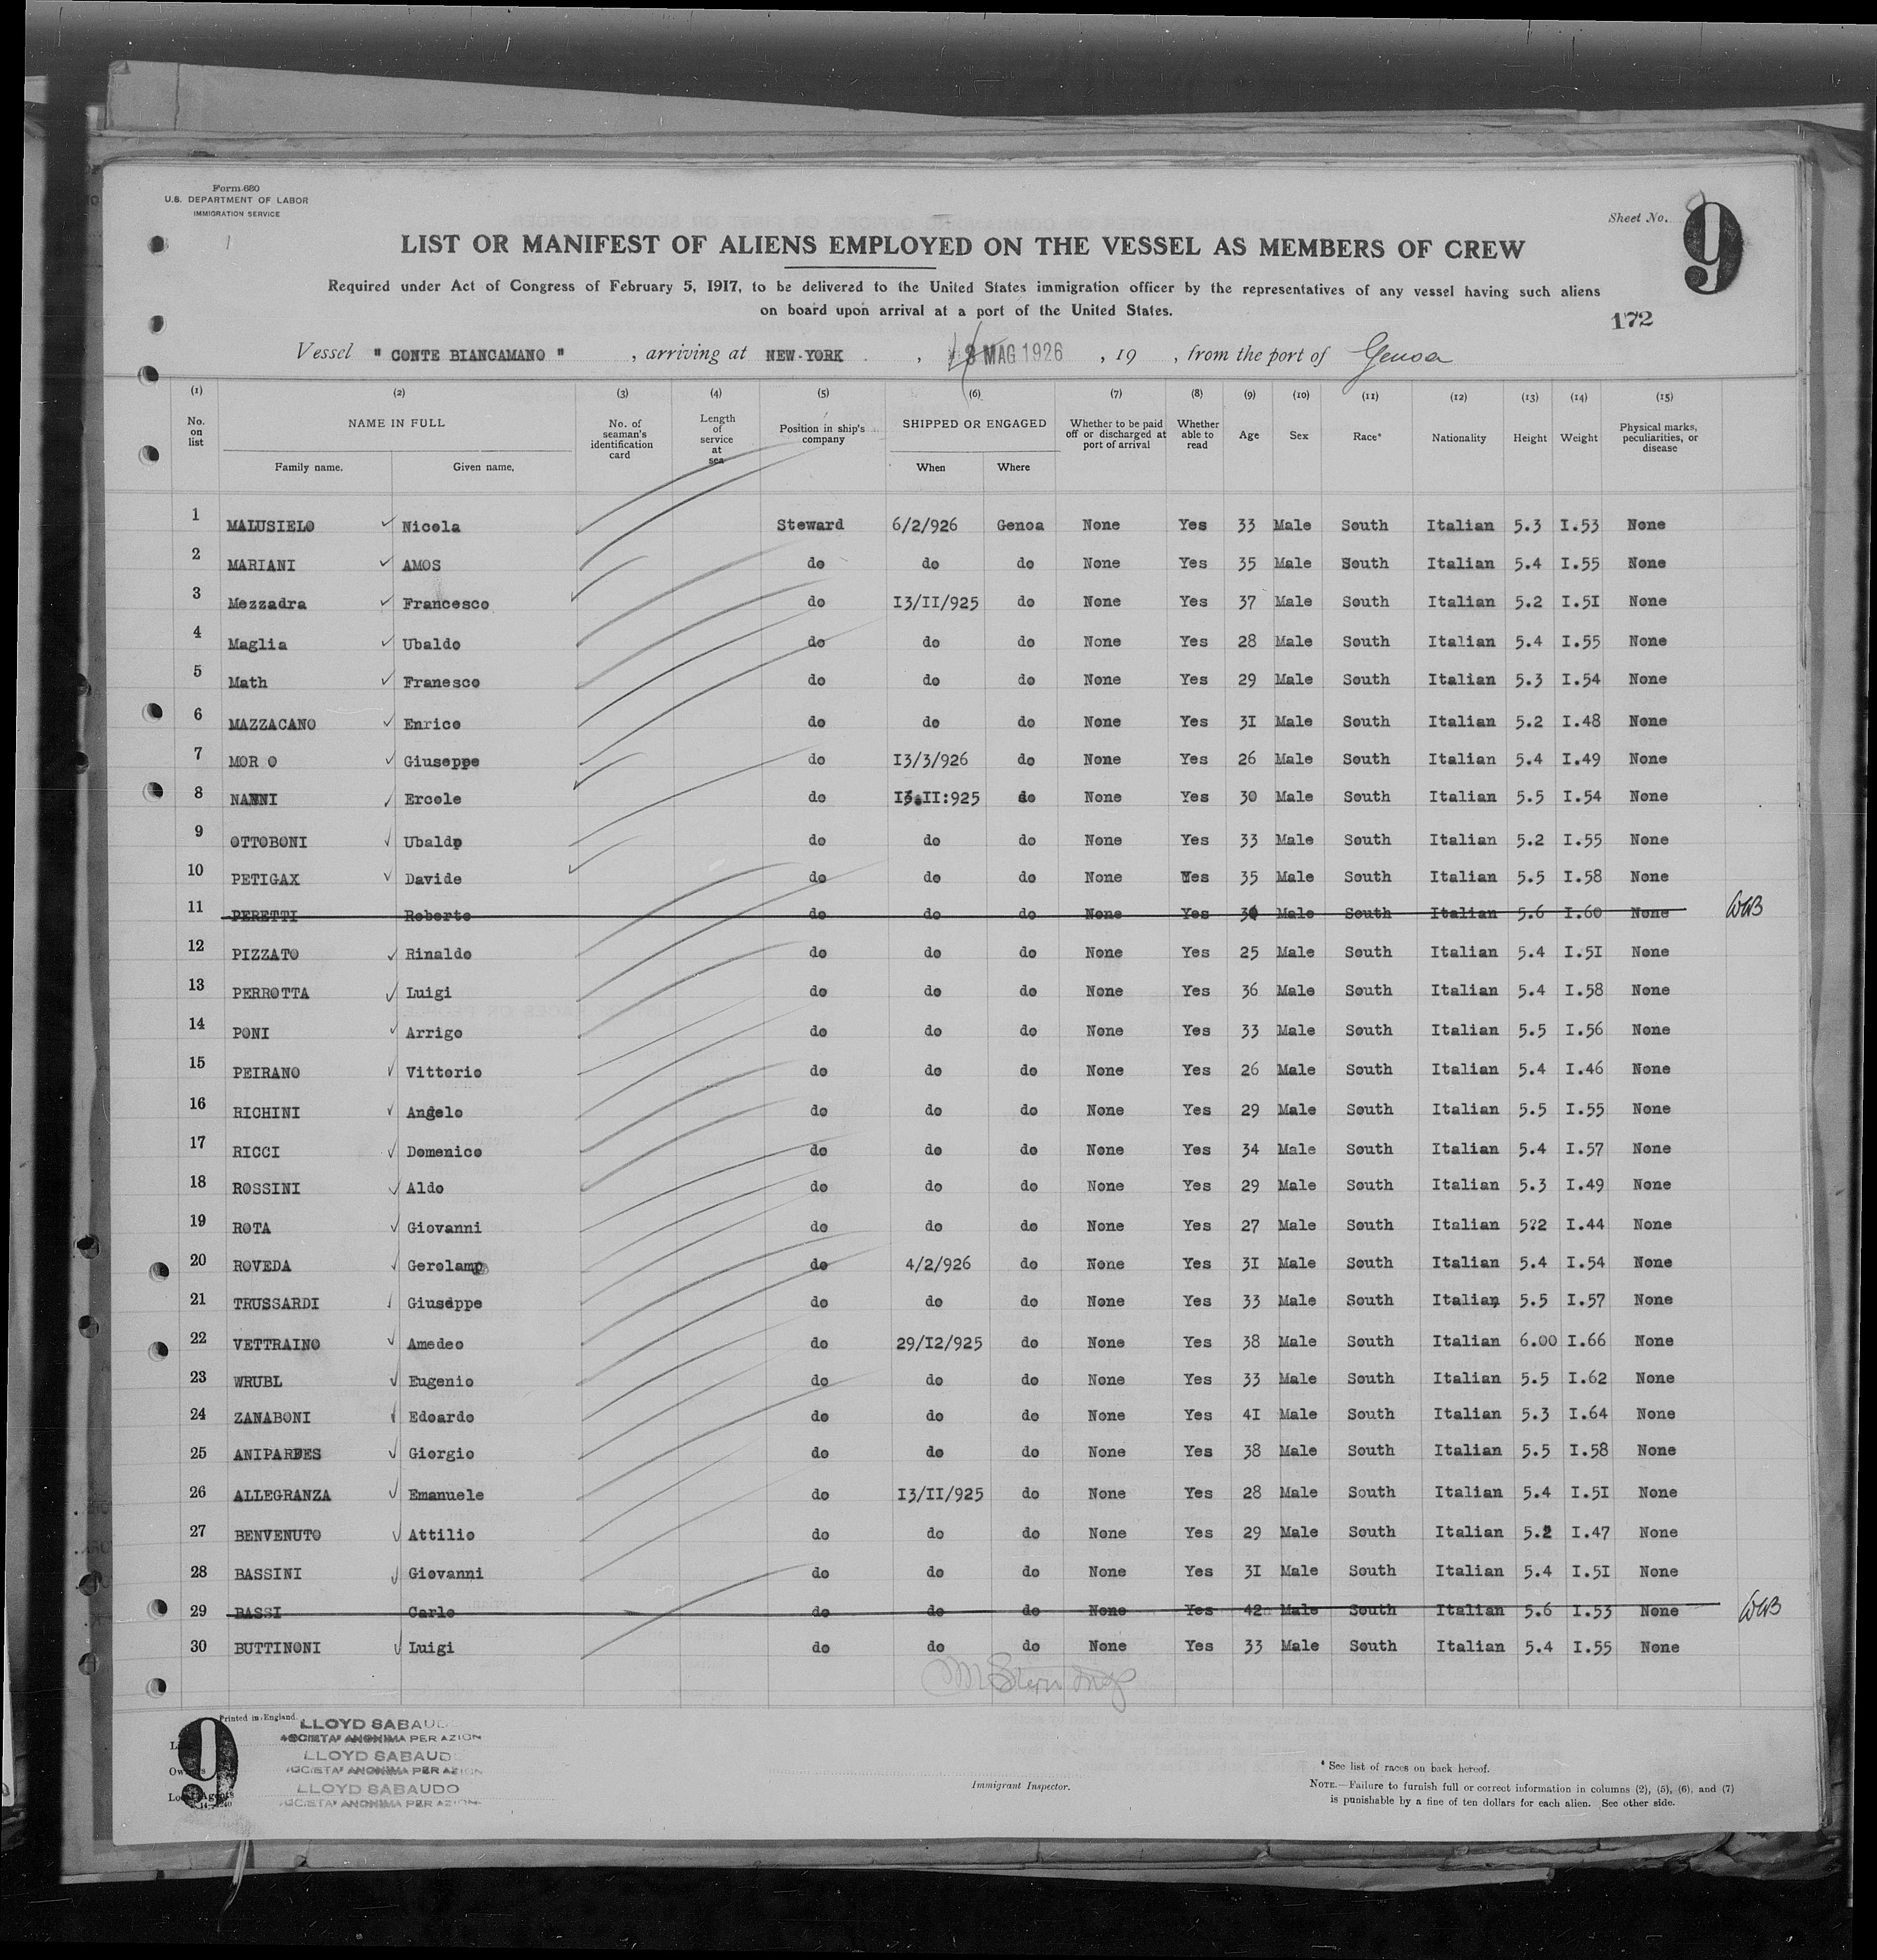 Form 680
U.S. DEPARTMENT OF LABOR
IMMIGRATION SERVICE
Sheet No. 9
LIST OR MANIFEST OF ALIENS EMPLOYED ON THE VESSEL AS MEMBERS OF CREW
Required under Act of Congress of February 5, 1917, to be delivered to the United States immigration officer by the representatives of any vessel having such aliens
on board upon arrival at a port of the United States.
172
Vessel " CONTE BIANCAMANO " , arriving at NEW-YORK , MAG 1926 , 19 , from the port of Genoa
(1) (2) (3) (4) (5) (6) (7) (8) (9) (10) (11) (12) (13) (14) (15)
No. on list NAME IN FULL Family name. Given name. No. of seaman's identification card Length of service at sea Position in ship's company SHIPPED OR ENGAGED When Where Whether to be paid off or discharged at port of arrival Whether able to read Age Sex Race* Nationality Height Weight Physical marks, peculiarities, or disease
1 MALUSIELO Nicola Steward 6/2/926 Genoa None Yes 33 Male South Italian 5.3 I.53 None
2 MARIANI AMOS do do do None Yes 35 Male South Italian 5.4 I.55 None
3 Mezzadra Francesco do I3/II/925 do None Yes 37 Male South Italian 5.2 I.5I None
4 Maglia Ubaldo do do do None Yes 28 Male South Italian 5.4 I.55 None
5 Math Franesco do do do None Yes 29 Male South Italian 5.3 I.54 None
6 MAZZACANO Enrico do do do None Yes 3I Male South Italian 5.2 I.48 None
7 MOR O Giuseppe do I3/3/926 do None Yes 26 Male South Italian 5.4 I.49 None
8 NANNI Ercole do I3.II:925 do None Yes 30 Male South Italian 5.5 I.54 None
9 OTTOBONI Ubaldp do do do None Yes 33 Male South Italian 5.2 I.55 None
10 PETIGAX Davide do do do None Yes 35 Male South Italian 5.5 I.58 None
11 PERETTI Roberto do do do None Yes 30 Male South Italian 5.6 I.60 None WAB
12 PIZZATO Rinaldo do do do None Yes 25 Male South Italian 5.4 I.5I None
13 PERROTTA Luigi do do do None Yes 36 Male South Italian 5.4 I.58 None
14 PONI Arrigo do do do None Yes 33 Male South Italian 5.5 I.56 None
15 PEIRANO Vittorio do do do None Yes 26 Male South Italian 5.4 I.46 None
16 RICHINI Angelo do do do None Yes 29 Male South Italian 5.5 I.55 None
17 RICCI Domenico do do do None Yes 34 Male South Italian 5.4 I.57 None
18 ROSSINI Aldo do do do None Yes 29 Male South Italian 5.3 I.49 None
19 ROTA Giovanni do do do None Yes 27 Male South Italian 5?2 I.44 None
20 ROVEDA Gerolamp do 4/2/926 do None Yes 3I Male South Italian 5.4 I.54 None
21 TRUSSARDI Giuseppe do do do None Yes 33 Male South Italian, 5.5 I.57 None
22 VETTRAINO Amedeo do 29/I2/925 do None Yes 38 Male South Italian 6.00 I.66 None
23 WRUBL Eugenio do do do None Yes 33 Male South Italian 5.5 I.62 None
24 ZANABONI Edoardo do do do None Yes 4I Male South Italian 5.3 I.64 None
25 Giorgio do do do None Yes 38 Male South Italian 5.5 I.58 None
26 ALLEGRANZA Emanuele do I3/II/925 do None Yes 28 Male South Italian 5.4 I.5I None
27 BENVENUTO Attilio do do do None Yes 29 Male South Italian 5.2 I.47 None
28 BASSINI Giovanni do do do None Yes 3I Male South Italian 5.4 I.5I None
29 BASSI Carlo do do do None Yes 42 Male South Italian 5.6 I.53 None WAB
30 BUTTINONI Luigi do do do None Yes 33 Male South Italian 5.4 I.55 None
Printed in England.
9
LLOYD SABAUD
SOCIETA' ANONIMA PER AZION
LLOYD SABAUD
SOCIETA' ANONIMA PER AZION
LLOYD SABAUDO
SOCIETA' ANONIMA PER AZION
Immigrant Inspector.
* See list of races on back hereof.
NOTE.—Failure to furnish full or correct information in columns (2), (5), (6), and (7)
is punishable by a fine of ten dollars for each alien. See other side.